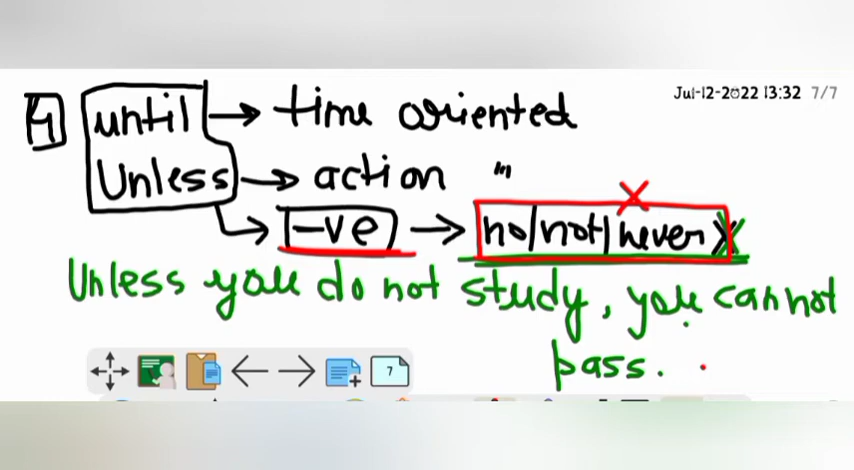 Jul-12-2022 13:32 7/7
4 until → time oriented
Unless → action "
→ -ve → no/not/never X
Unless you do not study, you cannot
pass.
7